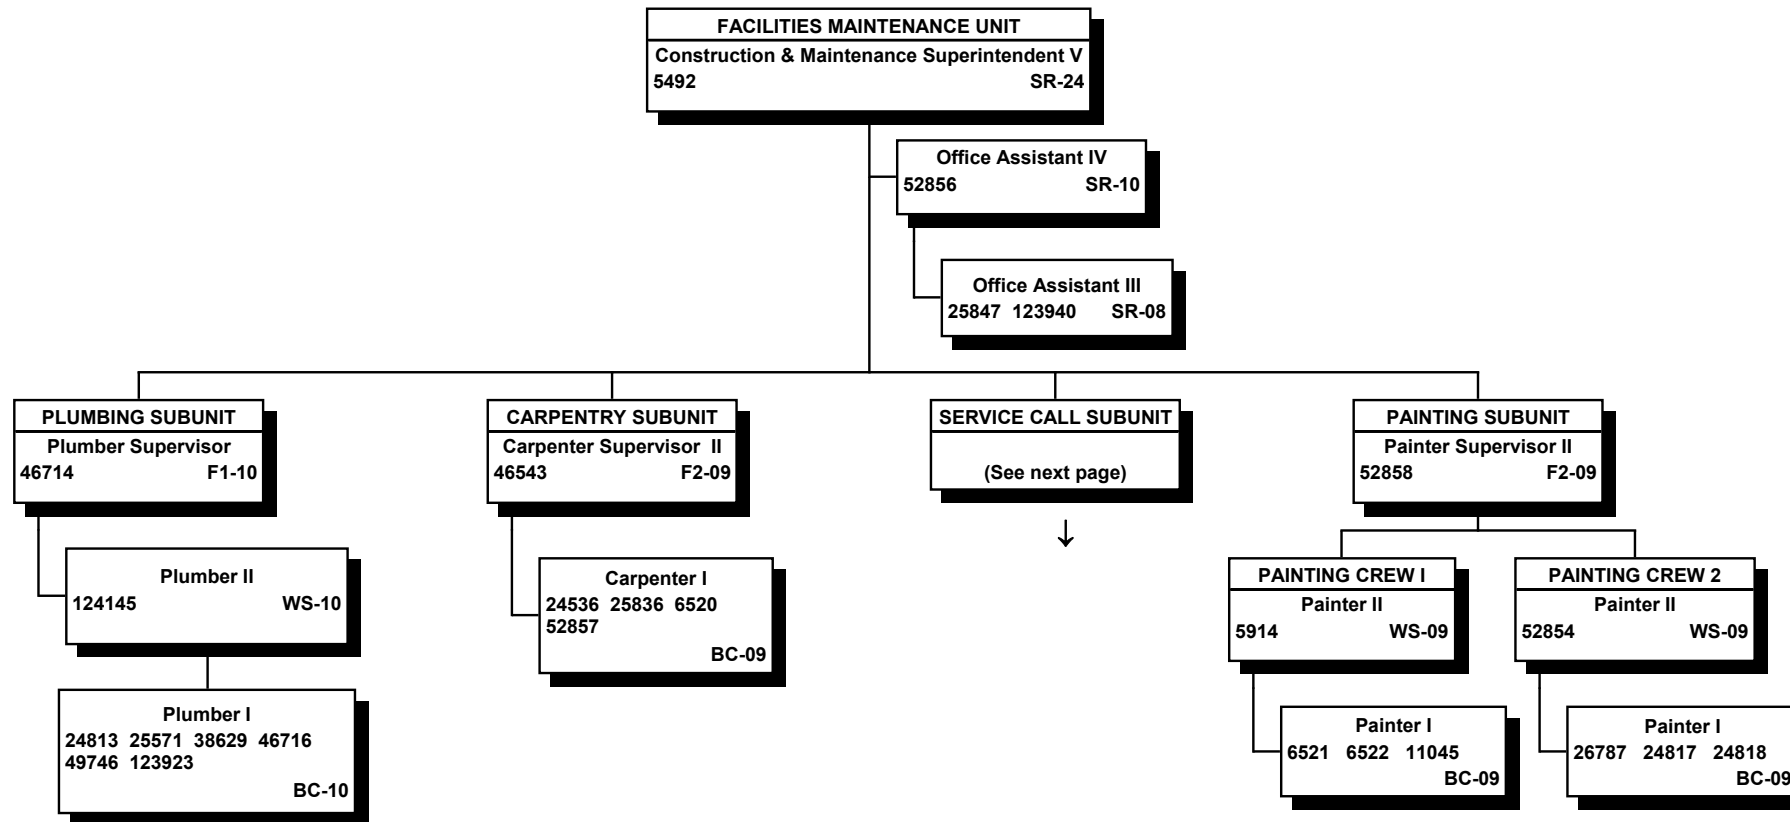 FACILITIES MAINTENANCE UNIT
Construction & Maintenance Superintendent V
5492 SR-24
Office Assistant IV
52856 SR-10
Office Assistant III
25847 123940 SR-08
PLUMBING SUBUNIT
Plumber Supervisor
46714 F1-10
Plumber II
124145 WS-10
Plumber I
24813 25571 38629 46716
49746 123923
BC-10
CARPENTRY SUBUNIT
Carpenter Supervisor II
46543 F2-09
Carpenter I
24536 25836 6520
52857
BC-09
SERVICE CALL SUBUNIT
(See next page)
PAINTING SUBUNIT
Painter Supervisor II
52858 F2-09
PAINTING CREW I
Painter II
5914 WS-09
Painter I
6521 6522 11045
BC-09
PAINTING CREW 2
Painter II
52854 WS-09
Painter I
26787 24817 24818
BC-09